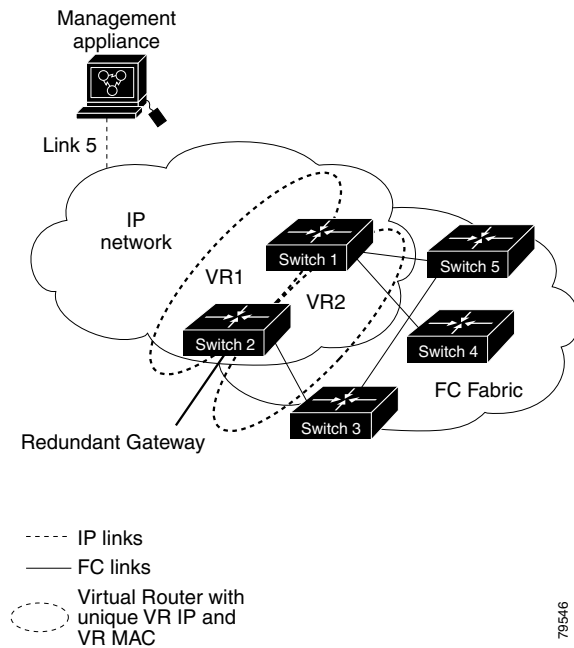 Management
appliance
Link 5
IP
network
Switch 1
Switch 5
VR1
VR2
Switch 2
Switch 4
FC Fabric
Switch 3
Redundant Gateway
IP links
FC links
Virtual Router with
unique VR IP and
VR MAC
79546